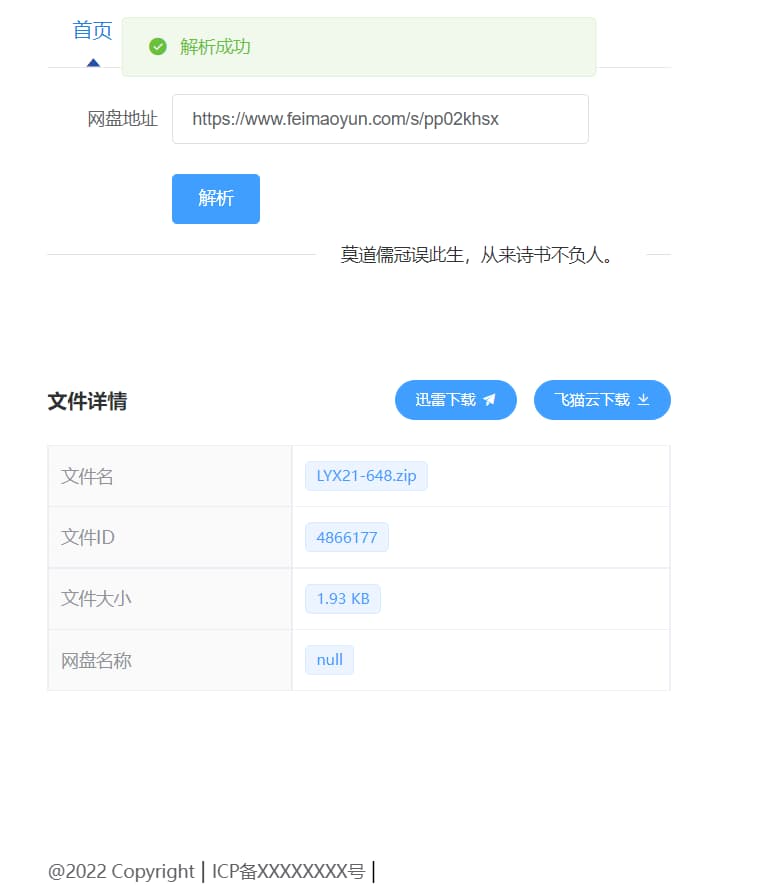 首页
解析成功
网盘地址 https://www.feimaoyun.com/s/pp02khsx
解析
莫道儒冠误此生，从来诗书不负人。
文件详情 迅雷下载 飞猫云下载
文件名 LYX21-648.zip
文件ID 4866177
文件大小 1.93 KB
网盘名称 null
@2022 Copyright | ICP备XXXXXXXX号 |